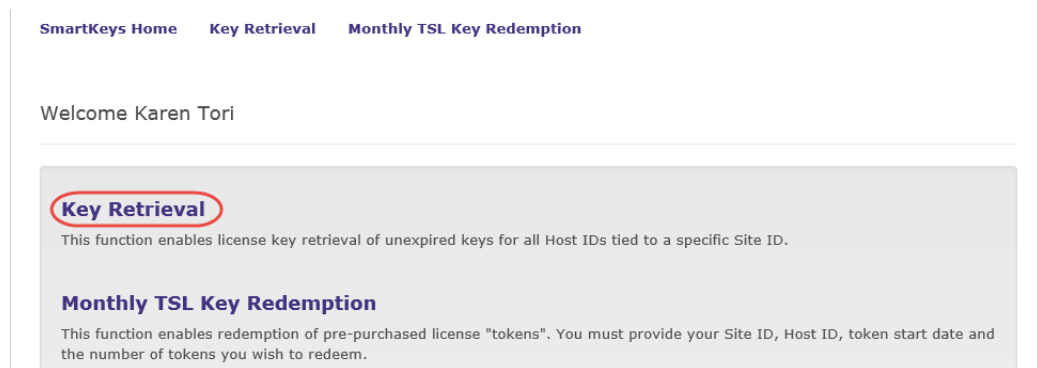 SmartKeys Home Key Retrieval Monthly TSL Key Redemption
Welcome Karen Tori
Key Retrieval
This function enables license key retrieval of unexpired keys for all Host IDs tied to a specific Site ID.
Monthly TSL Key Redemption
This function enables redemption of pre-purchased license "tokens". You must provide your Site ID, Host ID, token start date and
the number of tokens you wish to redeem.